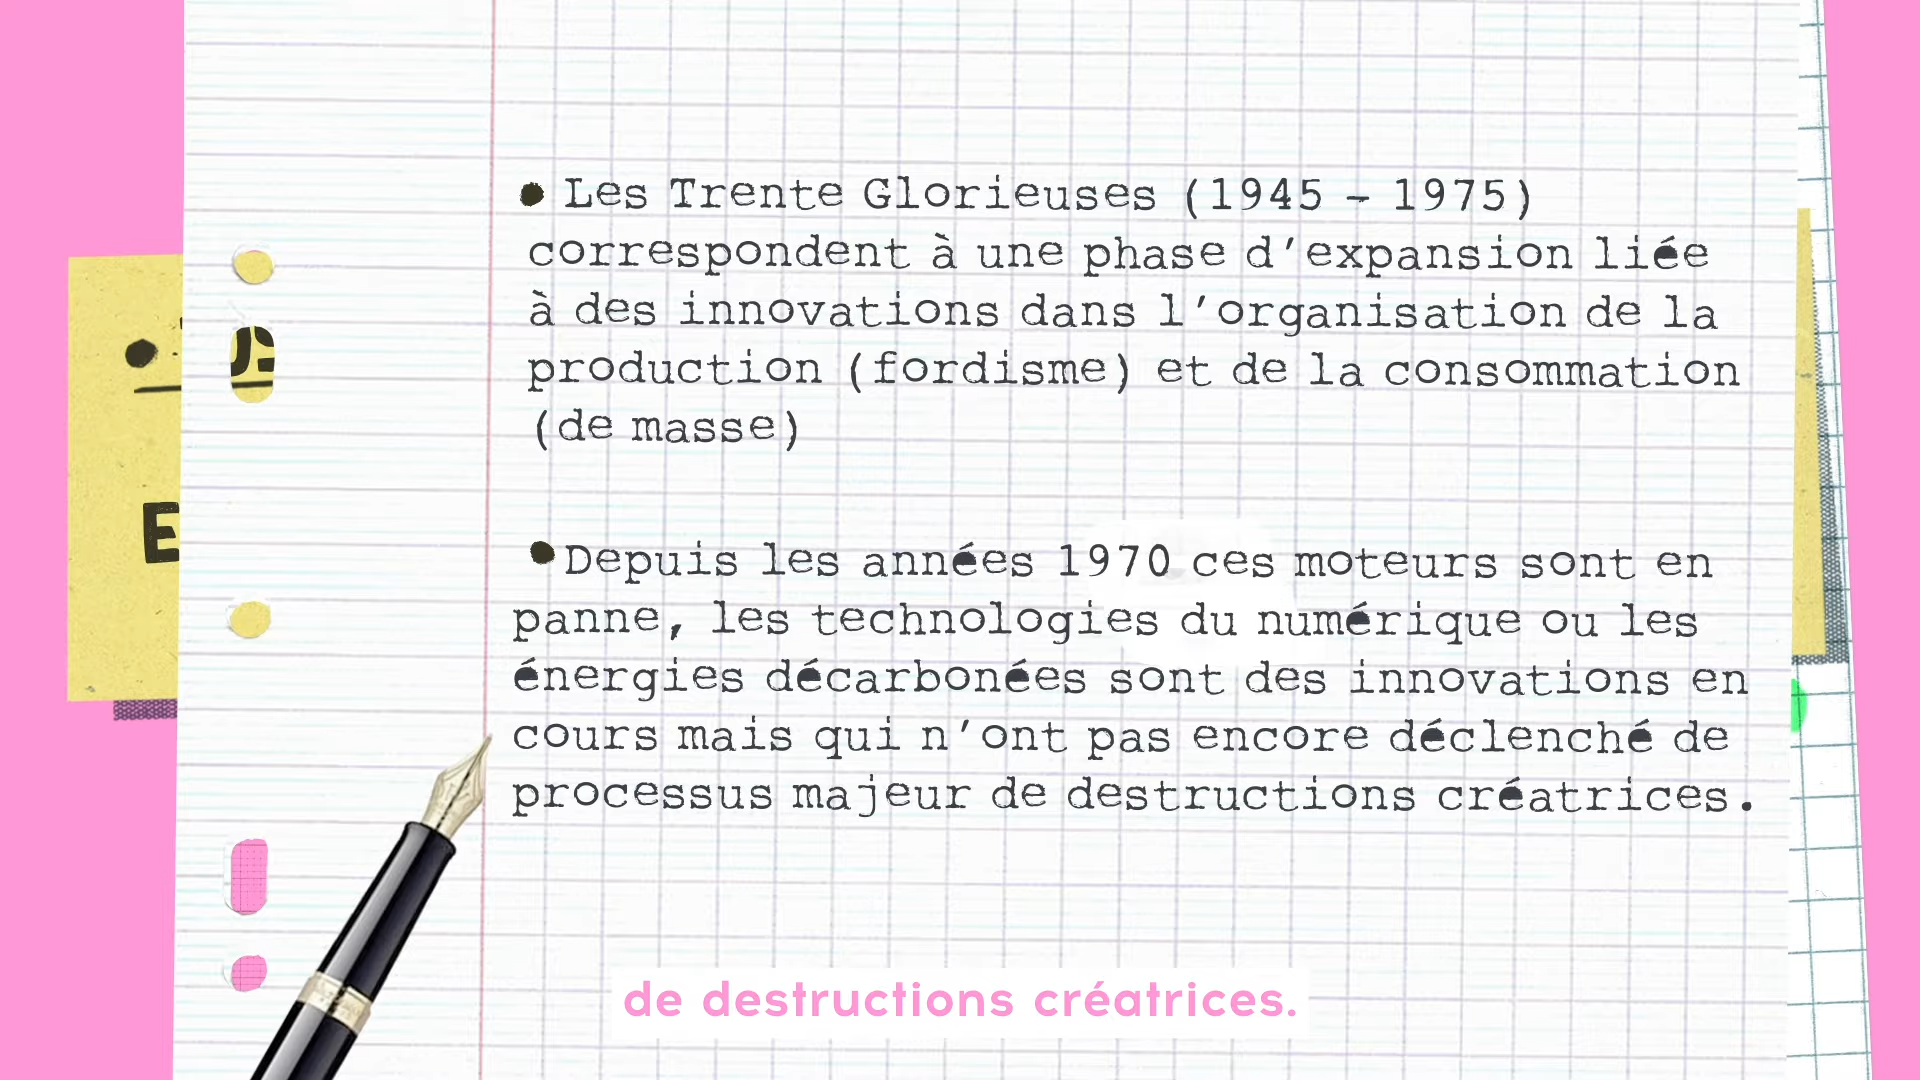 • Les Trente Glorieuses (1945 – 1975)
correspondent à une phase d'expansion liée
à des innovations dans l'organisation de la
production (fordisme) et de la consommation
(de masse)
•Depuis les années 1970 ces moteurs sont en
panne, les technologies du numérique ou les
énergies décarbonées sont des innovations en
cours mais qui n'ont pas encore déclenché de
processus majeur de destructions créatrices.
de destructions créatrices.